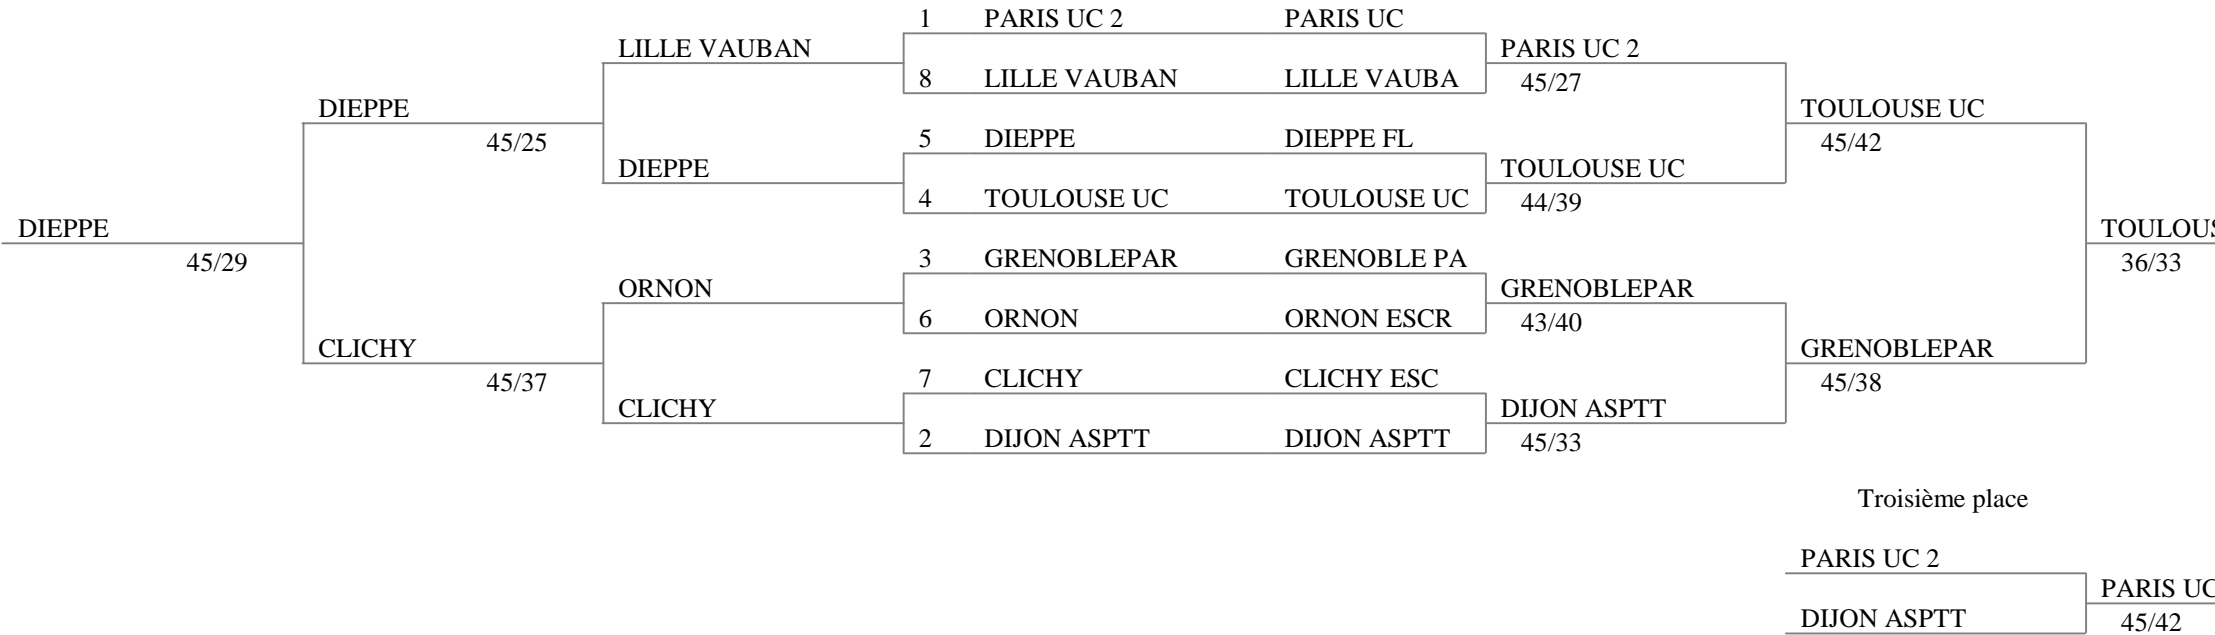 1 PARIS UC 2 PARIS UC
LILLE VAUBAN PARIS UC 2
8 LILLE VAUBAN LILLE VAUBA 45/27
DIEPPE TOULOUSE UC
45/25 5 DIEPPE DIEPPE FL 45/42
DIEPPE TOULOUSE UC
4 TOULOUSE UC TOULOUSE UC 44/39
DIEPPE TOULOUS
45/29 3 GRENOBLEPAR GRENOBLE PA 36/33
ORNON GRENOBLEPAR
6 ORNON ORNON ESCR 43/40
CLICHY GRENOBLEPAR
45/37 7 CLICHY CLICHY ESC 45/38
CLICHY DIJON ASPTT
2 DIJON ASPTT DIJON ASPTT 45/33
Troisième place
PARIS UC 2
PARIS UC
DIJON ASPTT 45/42